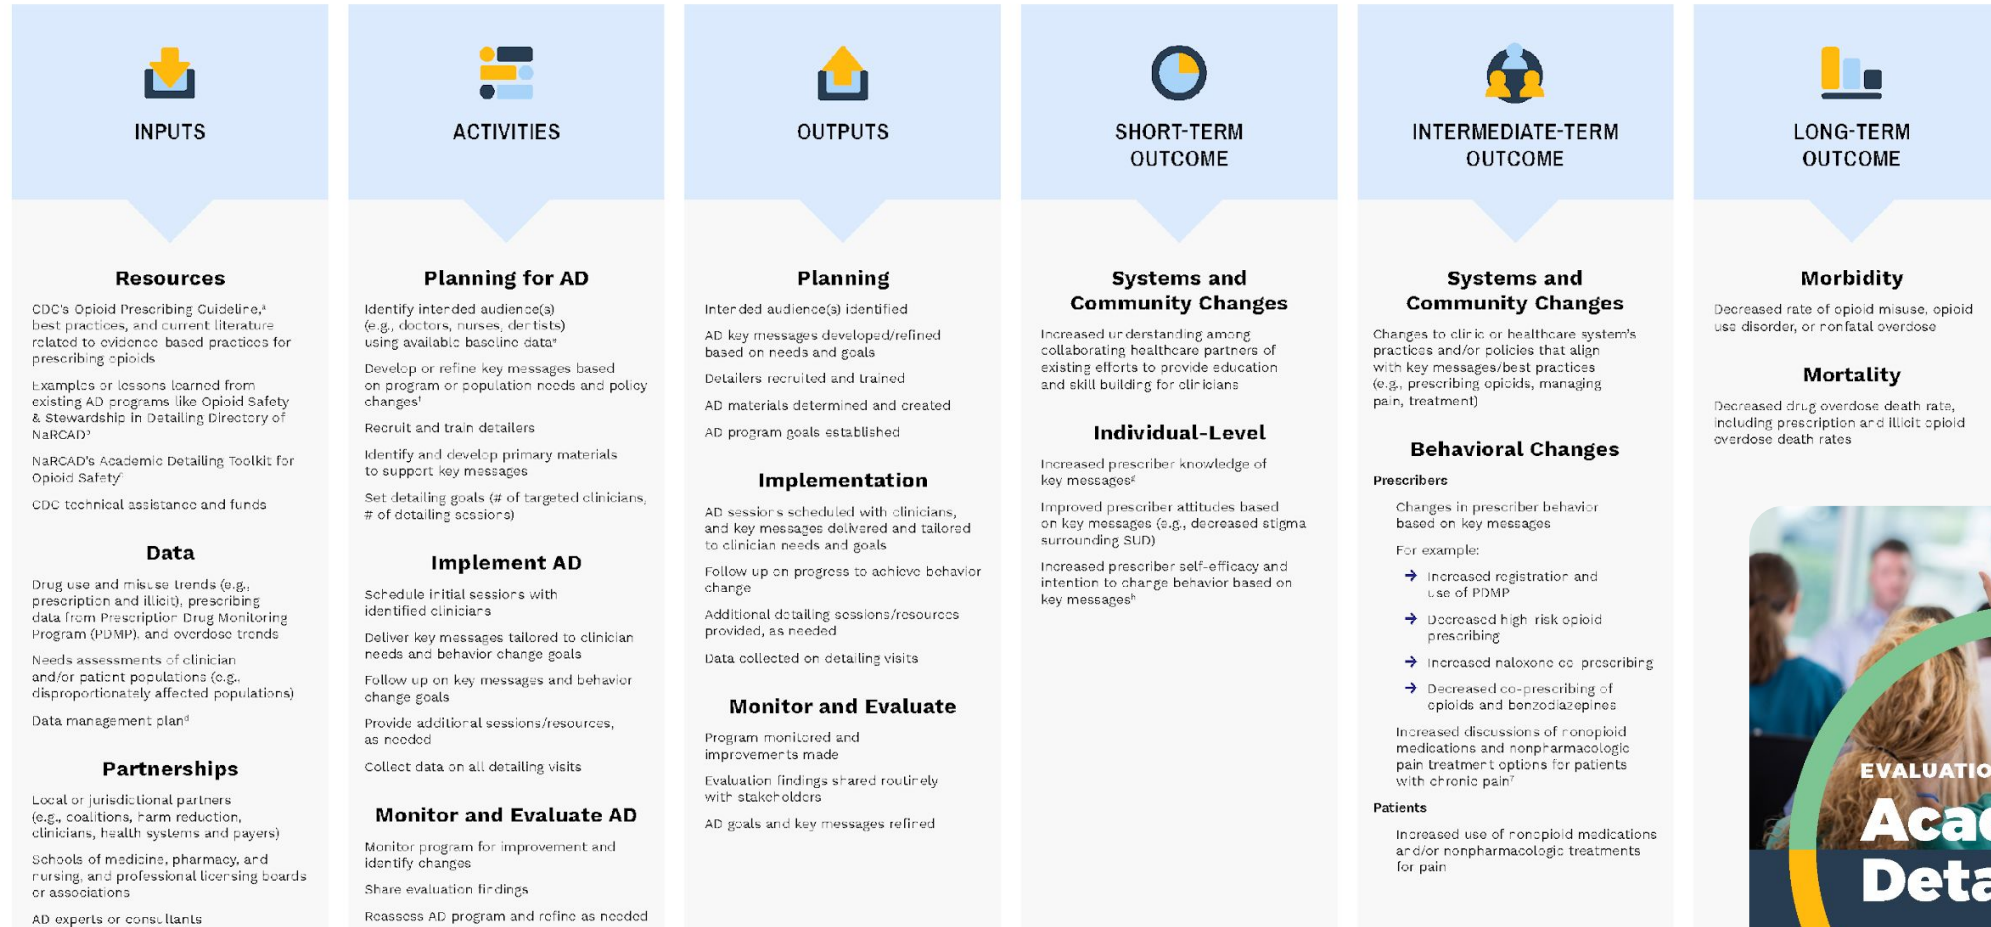 INPUTS
Resources
CDC's Opioid Prescribing Guideline,ᵃ
best practices, and current literature
related to evidence-based practices for
prescribing opioids
Examples or lessons learned from
existing AD programs like Opioid Safety
& Stewardship in Detailing Directory of
NaRCADᵇ
NaRCAD's Academic Detailing Toolkit for
Opioid Safetyᶜ
CDC technical assistance and funds
Data
Drug use and misuse trends (e.g.,
prescription and illicit), prescribing
data from Prescription Drug Monitoring
Program (PDMP), and overdose trends
Needs assessments of clinician
and/or patient populations (e.g.,
disproportionately affected populations)
Data management planᵈ
Partnerships
Local or jurisdictional partners
(e.g., coalitions, harm reduction,
clinicians, health systems and payers)
Schools of medicine, pharmacy, and
nursing, and professional licensing boards
or associations
AD experts or consultants
ACTIVITIES
Planning for AD
Identify intended audience(s)
(e.g., doctors, nurses, dentists)
using available baseline dataᵉ
Develop or refine key messages based
on program or population needs and policy
changesᶠ
Recruit and train detailers
Identify and develop primary materials
to support key messages
Set detailing goals (# of targeted clinicians,
# of detailing sessions)
Implement AD
Schedule initial sessions with
identified clinicians
Deliver key messages tailored to clinician
needs and behavior change goals
Follow up on key messages and behavior
change goals
Provide additional sessions/resources,
as needed
Collect data on all detailing visits
Monitor and Evaluate AD
Monitor program for improvement and
identify changes
Share evaluation findings
Reassess AD program and refine as needed
OUTPUTS
Planning
Intended audience(s) identified
AD key messages developed/refined
based on needs and goals
Detailers recruited and trained
AD materials determined and created
AD program goals established
Implementation
AD sessions scheduled with clinicians,
and key messages delivered and tailored
to clinician needs and goals
Follow up on progress to achieve behavior
change
Additional detailing sessions/resources
provided, as needed
Data collected on detailing visits
Monitor and Evaluate
Program monitored and
improvements made
Evaluation findings shared routinely
with stakeholders
AD goals and key messages refined
SHORT-TERM
OUTCOME
Systems and
Community Changes
Increased understanding among
collaborating healthcare partners of
existing efforts to provide education
and skill building for clinicians
Individual-Level
Increased prescriber knowledge of
key messagesᵍ
Improved prescriber attitudes based
on key messages (e.g., decreased stigma
surrounding SUD)
Increased prescriber self-efficacy and
intention to change behavior based on
key messagesʰ
INTERMEDIATE-TERM
OUTCOME
Systems and
Community Changes
Changes to clinic or healthcare system's
practices and/or policies that align
with key messages/best practices
(e.g., prescribing opioids, managing
pain, treatment)
Behavioral Changes
Prescribers
Changes in prescriber behavior
based on key messages
For example:
→ Increased registration and
use of PDMP
→ Decreased high-risk opioid
prescribing
→ Increased naloxone co-prescribing
→ Decreased co-prescribing of
opioids and benzodiazepines
Increased discussions of nonopioid
medications and nonpharmacologic
pain treatment options for patients
with chronic pain⁷
Patients
Increased use of nonopioid medications
and/or nonpharmacologic treatments
for pain
LONG-TERM
OUTCOME
Morbidity
Decreased rate of opioid misuse, opioid
use disorder, or nonfatal overdose
Mortality
Decreased drug overdose death rate,
including prescription and illicit opioid
overdose death rates
EVALUATIO
Aca
Deta